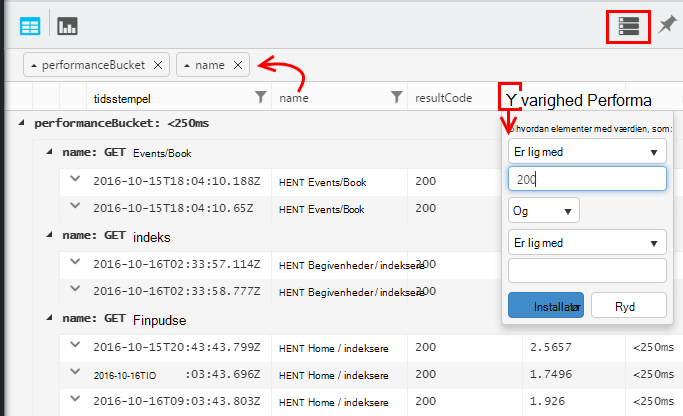 performanceBucket × name ×
tidsstempel name resultCode Y varighed Performa
performanceBucket: <250ms
hvordan elementer med værdien, som:
name: GET Events/Book
Er lig med
2016-10-15T18:04:10.188Z HENT Events/Book 200
200
2016-10-15T18:04:10.65Z HENT Events/Book 200
Og
name: GET indeks
Er lig med
2016-10-16T02:33:57.114Z HENT Begivenheder / indeksere 200
2016-10-16T02:33:58.777Z HENT Begivenheder / indeksere 200
Installatør Ryd
name: GET Finpudse
2016-10-15T20:43:43.799Z HENT Home / indeksere 200 2.5657 <250ms
2016-10-16TIO :03:43.696Z HENT Home / indeksere 200 1.7496 <250ms
2016-10-16T09:03:43.803Z HENT Home / indeksere 200 1.926 <250ms